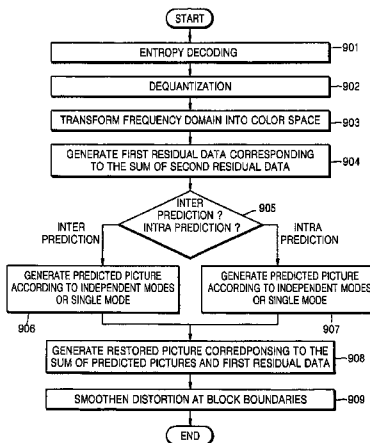 START
ENTROPY DECODING
901
DEQUANTIZATION
902
TRANSFORM FREQUENCY DOMAIN INTO COLOR SPACE
903
GENERATE FIRST RESIDUAL DATA CORRESPONDING
TO THE SUM OF SECOND RESIDUAL DATA
904
INTER
PREDICTION ?
INTRA PREDICTION ?
905
INTER
PREDICTION
INTRA
PREDICTION
GENERATE PREDICTED PICTURE
ACCORDING TO INDEPENDENT MODES
OR SINGLE MODE
906
GENERATE PREDICTED PICTURE
ACCORDING TO INDEPENDENT MODES
OR SINGLE MODE
907
GENERATE RESTORED PICTURE CORREDPONSING TO THE
SUM OF PREDICTED PICTURES AND FIRST RESIDUAL DATA
908
SMOOTHEN DISTORTION AT BLOCK BOUNDARIES
909
END